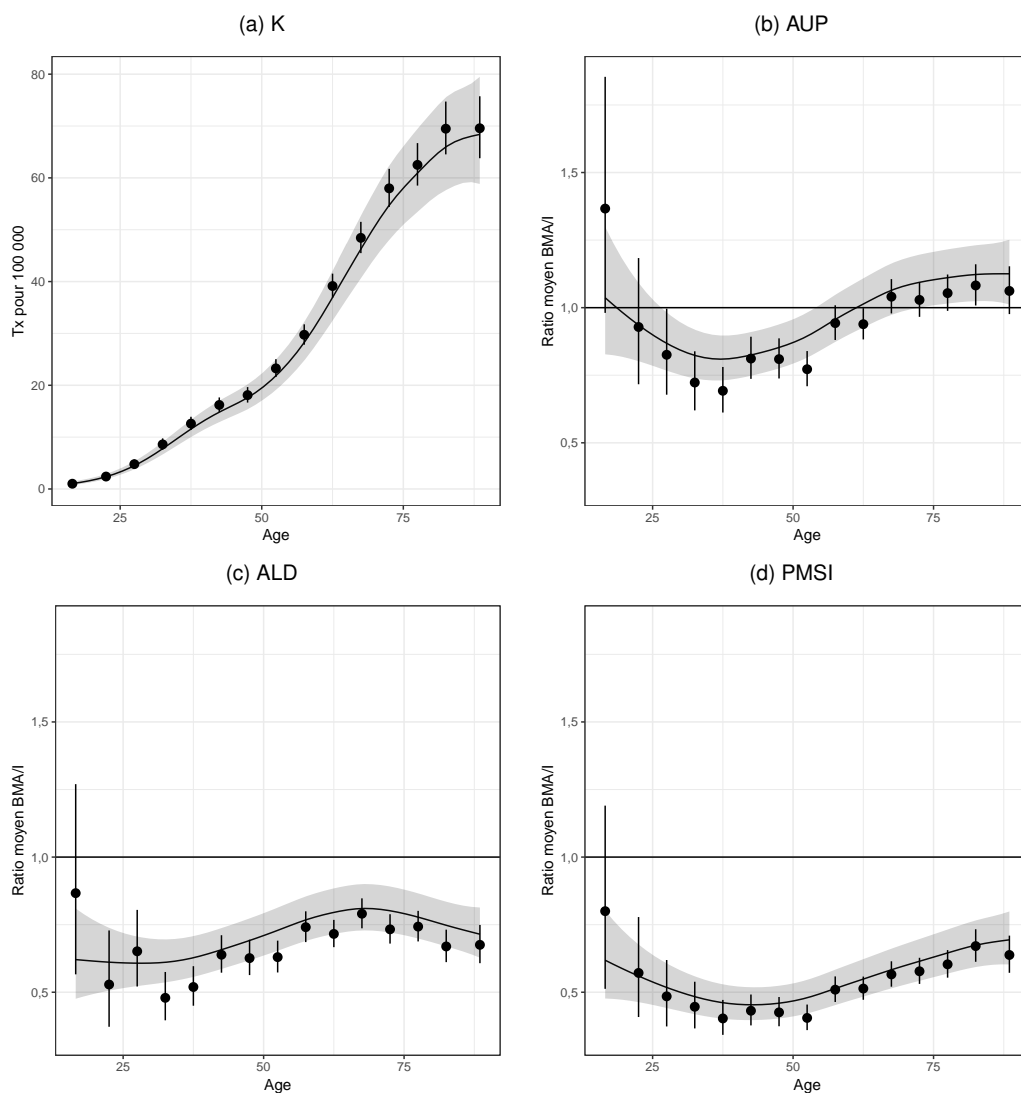 (a) K
(b) AUP
Tx pour 100 000
80
60
40
20
0
25
50
75
Age
Ratio moyen BMA/I
1,5
1,0
0,5
25
50
75
Age
(c) ALD
(d) PMSI
Ratio moyen BMA/I
1,5
1,0
0,5
25
50
75
Age
Ratio moyen BMA/I
1,5
1,0
0,5
25
50
75
Age